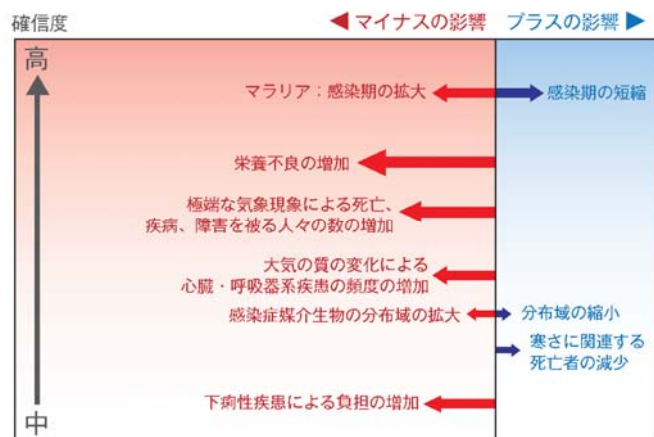 確信度
◀ マイナスの影響
プラスの影響 ▶
高
マラリア：感染期の拡大
感染期の短縮
栄養不良の増加
極端な気象現象による死亡、
疾病、障害を被る人々の数の増加
大気の質の変化による
心臓・呼吸器系疾患の頻度の増加
感染症媒介生物の分布域の拡大
分布域の縮小
寒さに関連する
死亡者の減少
下痢性疾患による負担の増加
中